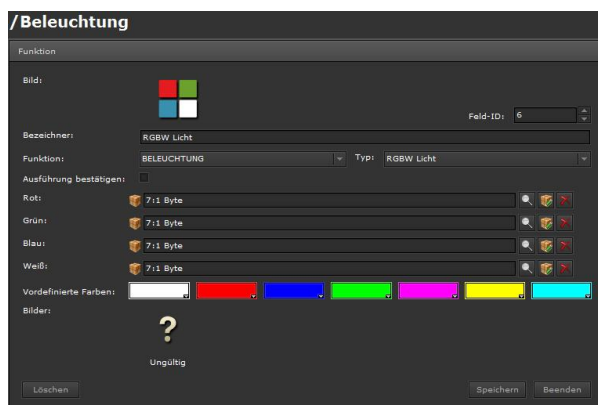 /Beleuchtung
Funktion
Bild:
Feld-ID: 6
Bezeichner: RGBW Licht
Funktion: BELEUCHTUNG Typ: RGBW Licht
Ausführung bestätigen:
Rot: 7:1 Byte
Grün: 7:1 Byte
Blau: 7:1 Byte
Weiß: 7:1 Byte
Vordefinierte Farben:
Bilder:
?
Ungültig
Löschen Speichern Beenden